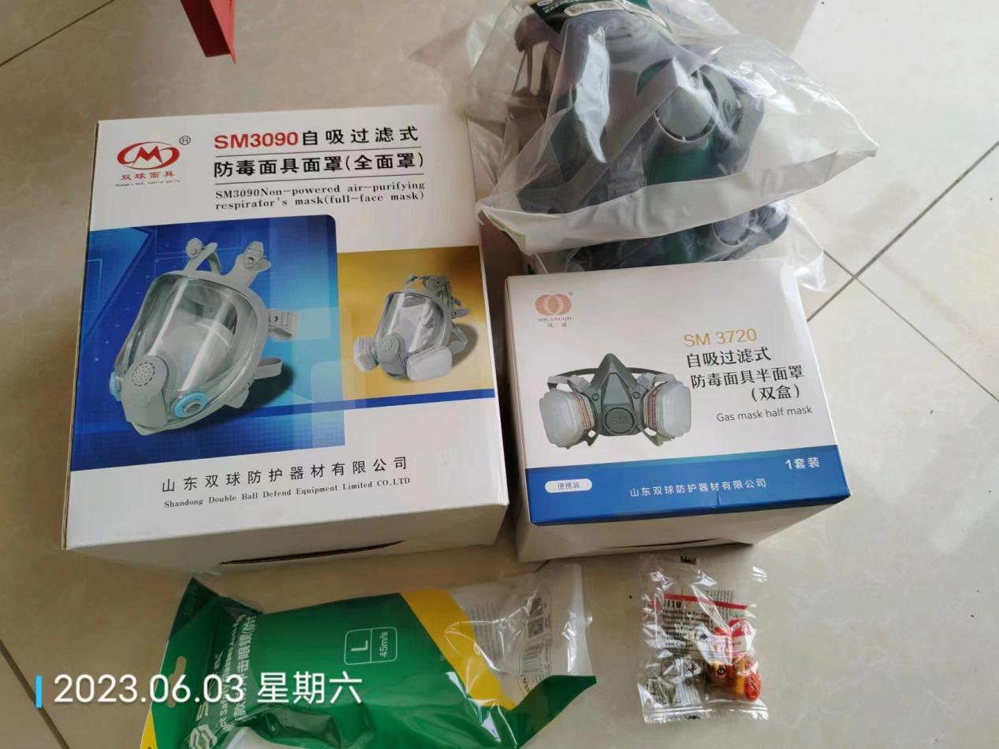 SM3090自吸过滤式
防毒面具面罩(全面罩)
SM3090Non-powered air-purifying
respirator's mask(full-face mask)
双球面具
山东双球防护器材有限公司
Shandong Double Ball Defend Equipment Limited CO.LTD
SHUANGQIU
双球
SM 3720
自吸过滤式
防毒面具半面罩
(双盒)
Gas mask half mask
SM
1套装
便携装
山东双球防护器材有限公司
L
45m/s
2023.06.03 星期六